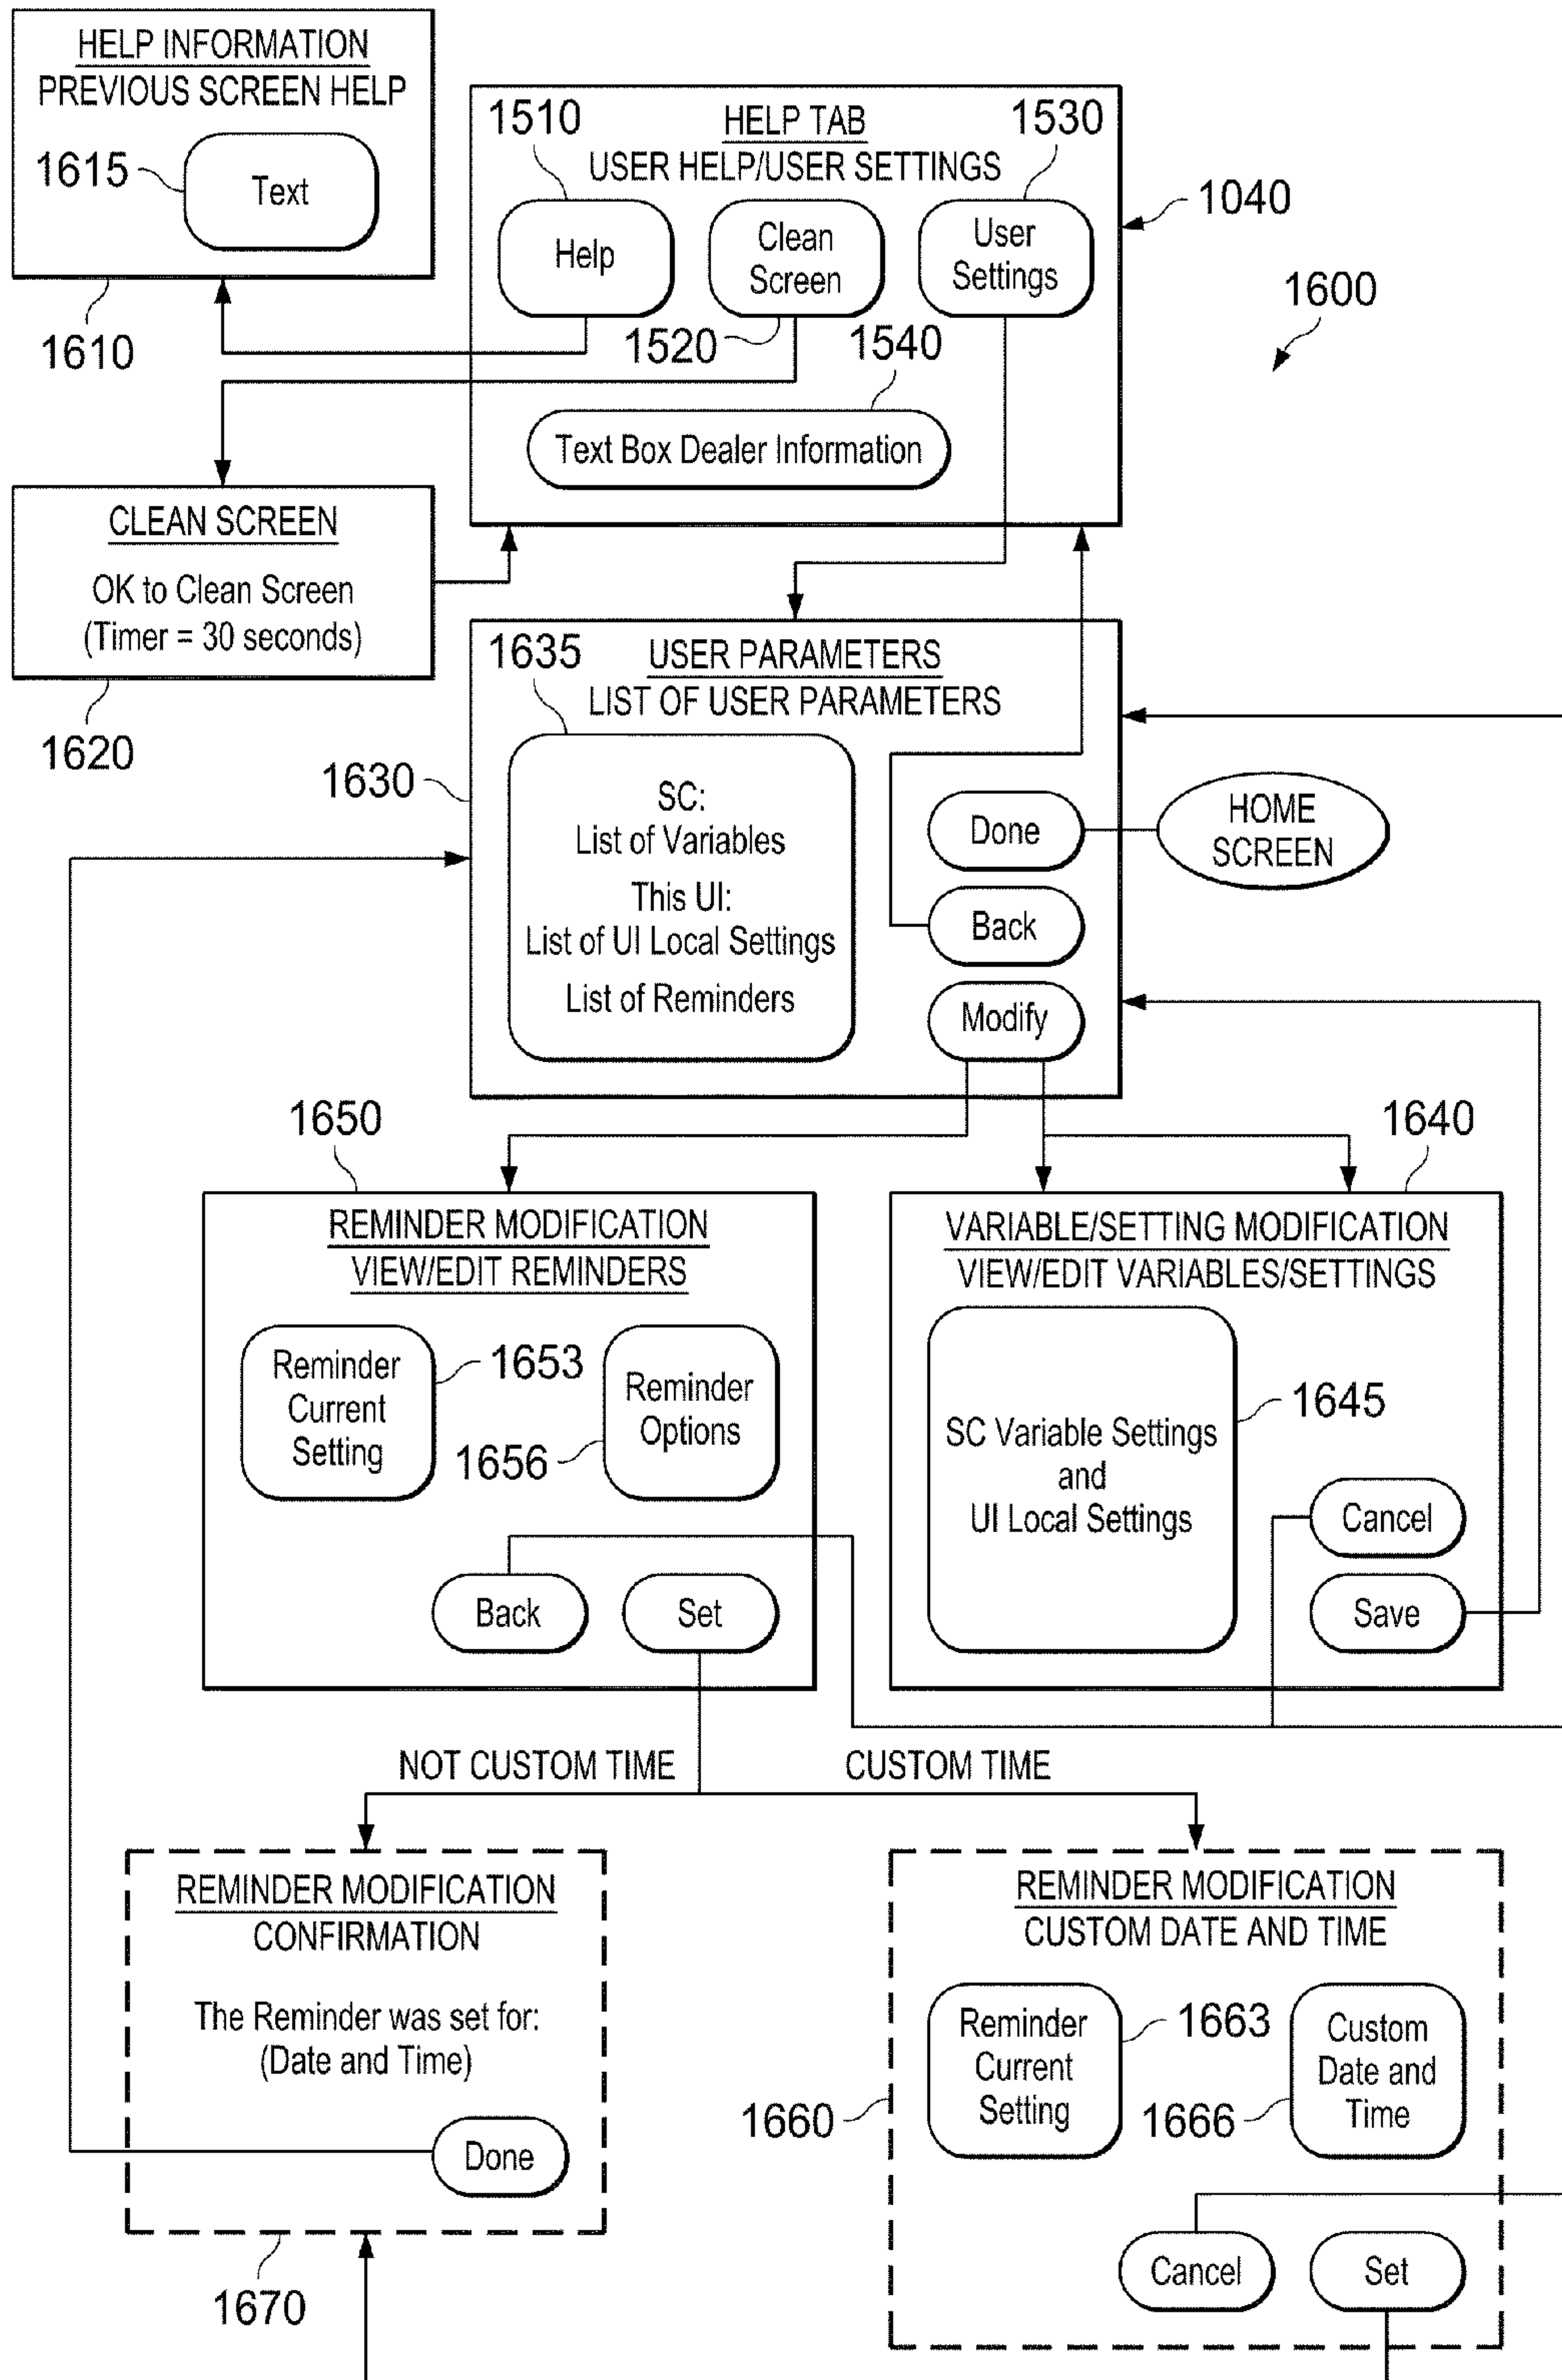 HELP INFORMATION
PREVIOUS SCREEN HELP
1615
Text
1610
1510
HELP TAB
1530
USER HELP/USER SETTINGS
Help
Clean
Screen
User
Settings
1040
1600
1520
1540
Text Box Dealer Information
CLEAN SCREEN
OK to Clean Screen
(Timer = 30 seconds)
1620
1635
USER PARAMETERS
LIST OF USER PARAMETERS
1630
SC:
List of Variables
This UI:
List of UI Local Settings
List of Reminders
Done
HOME
SCREEN
Back
Modify
1650
1640
REMINDER MODIFICATION
VIEW/EDIT REMINDERS
Reminder
Current
Setting
1653
Reminder
Options
1656
Back
Set
VARIABLE/SETTING MODIFICATION
VIEW/EDIT VARIABLES/SETTINGS
SC Variable Settings
and
UI Local Settings
1645
Cancel
Save
NOT CUSTOM TIME
CUSTOM TIME
REMINDER MODIFICATION
CONFIRMATION
The Reminder was set for:
(Date and Time)
Done
1670
REMINDER MODIFICATION
CUSTOM DATE AND TIME
Reminder
Current
Setting
1663
Custom
Date and
Time
1660
1666
Cancel
Set